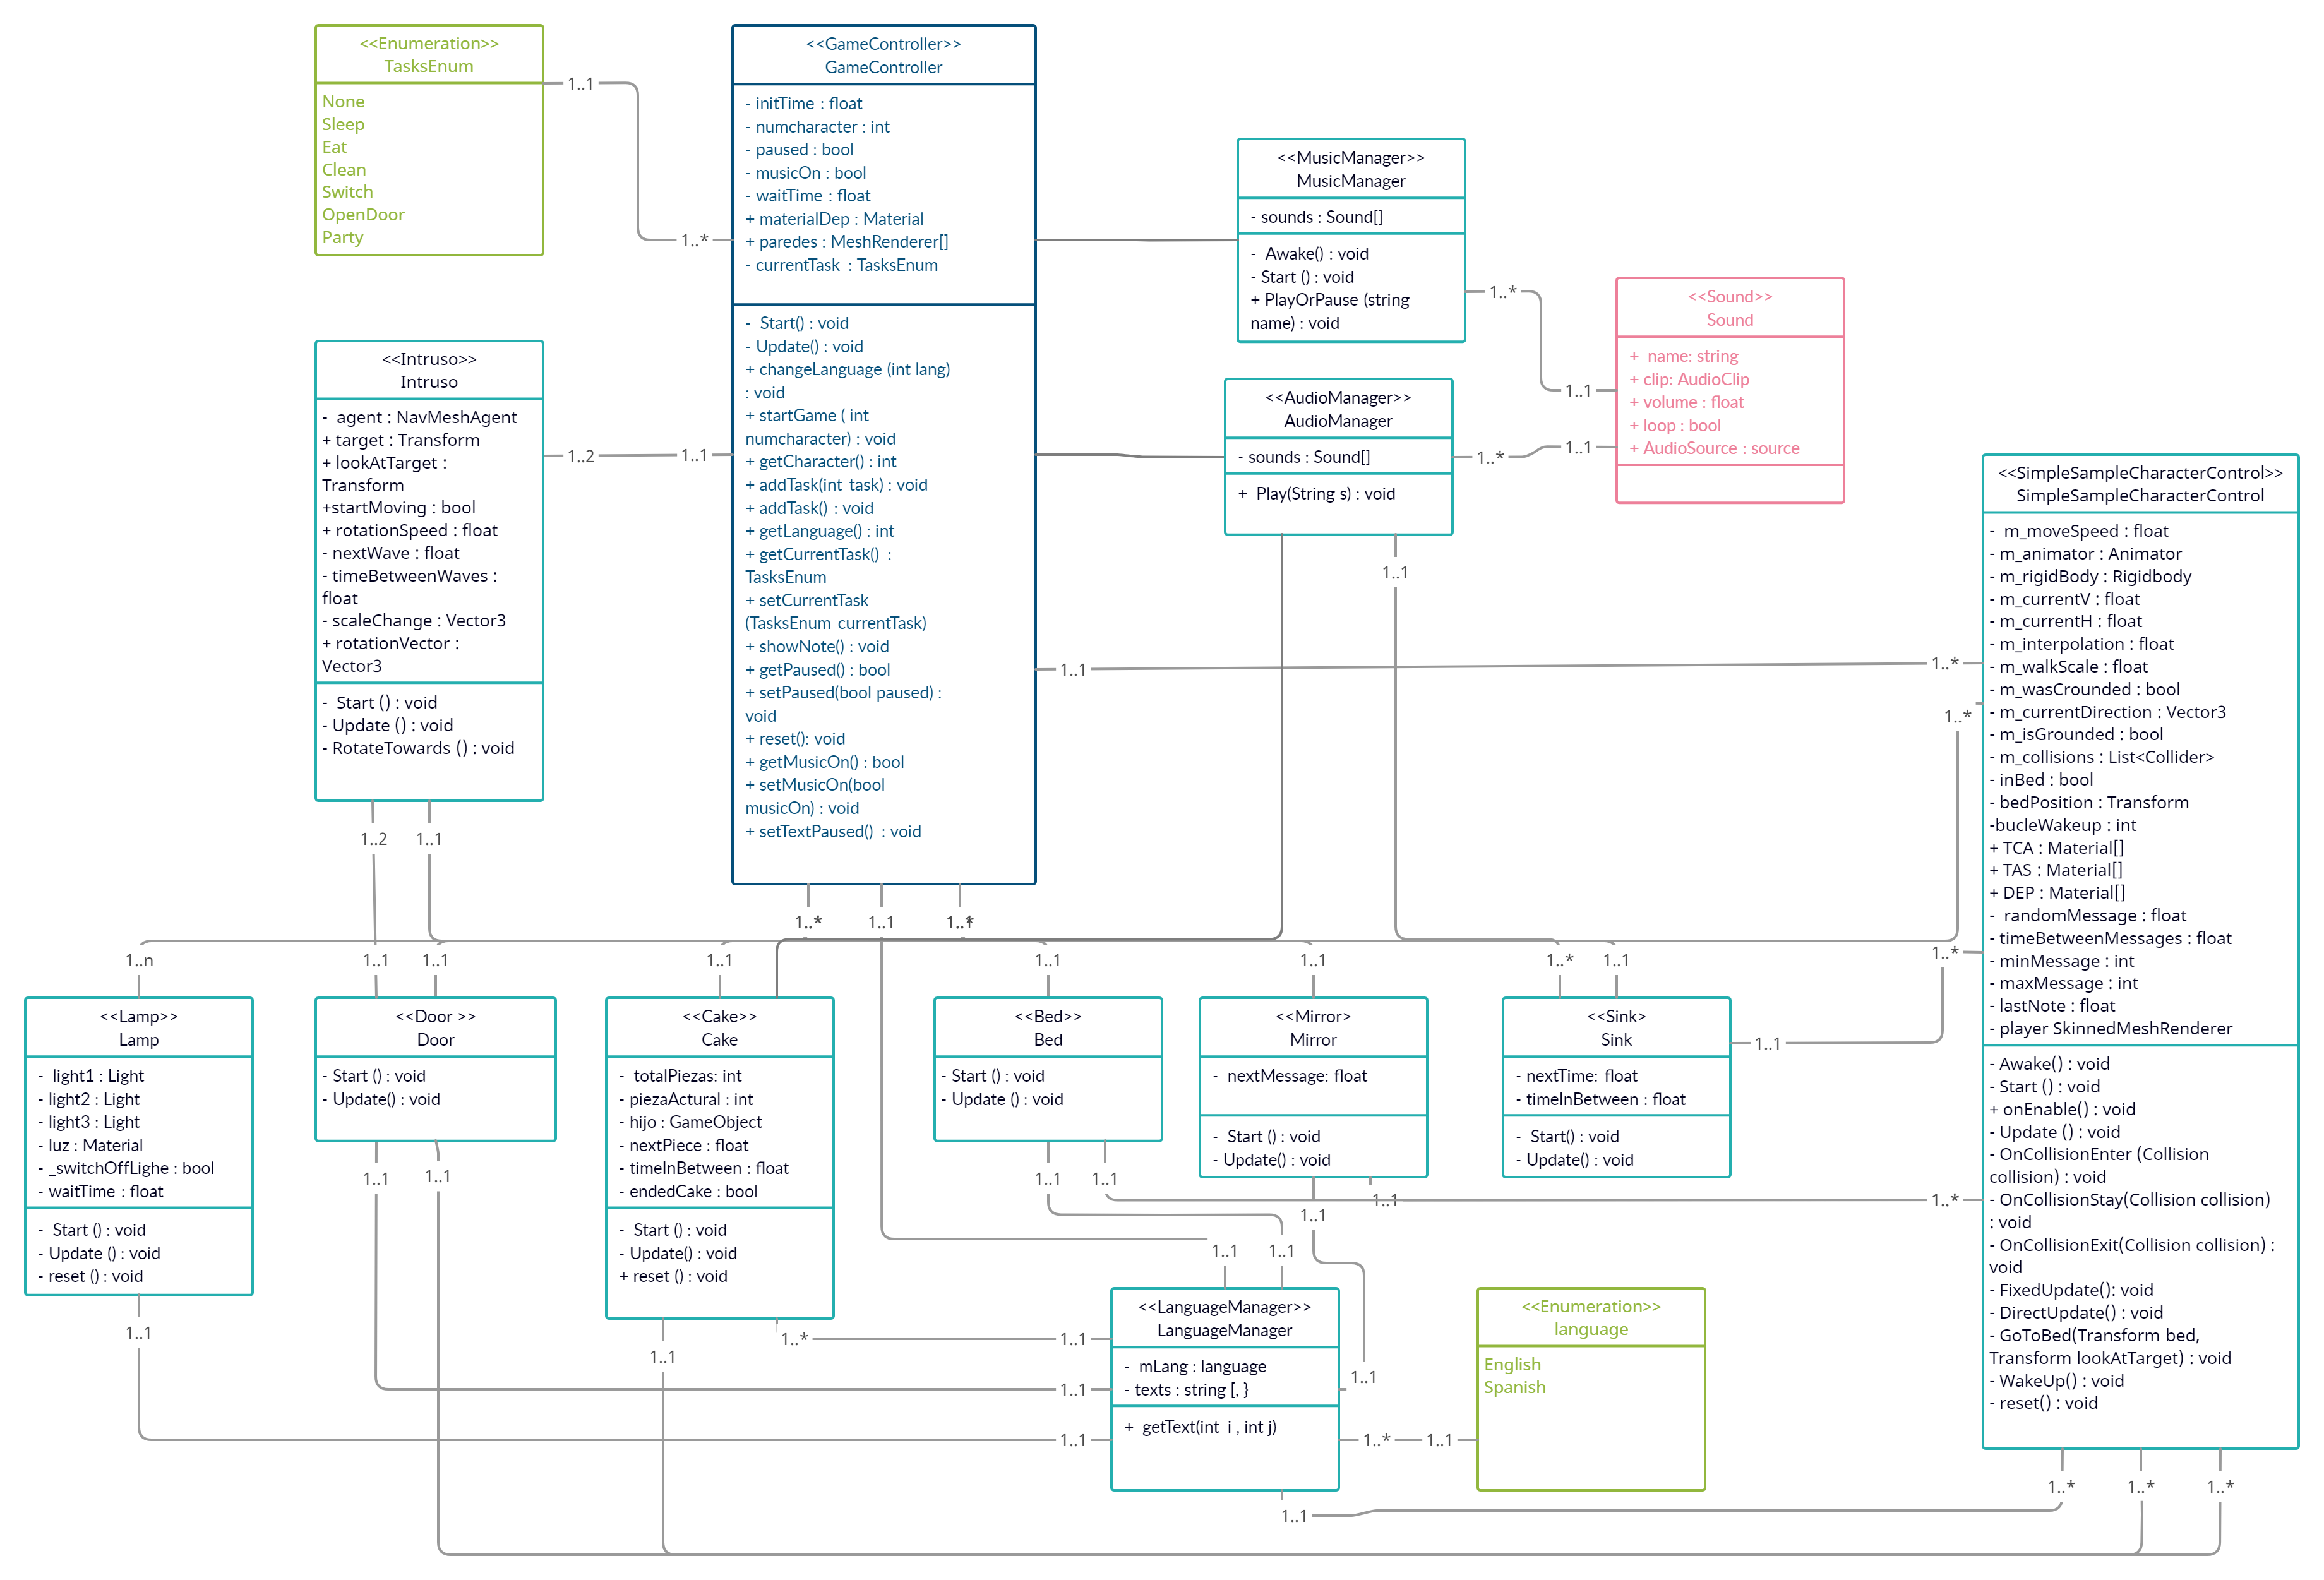 <<Enumeration>>
TasksEnum
None
Sleep
Eat
Clean
Switch
OpenDoor
Party
1..1
1..*
<<GameController>>
GameController
- initTime : float
- numcharacter : int
- paused : bool
- musicOn : bool
- waitTime : float
+ materialDep : Material
+ paredes : MeshRenderer[]
- currentTask : TasksEnum
- Start() : void
- Update() : void
+ changeLanguage (int lang)
: void
+ startGame ( int
numcharacter) : void
+ getCharacter() : int
+ addTask(int task) : void
+ addTask() : void
+ getLanguage() : int
+ getCurrentTask() :
TasksEnum
+ setCurrentTask
(TasksEnum currentTask)
+ showNote() : void
+ getPaused() : bool
+ setPaused(bool paused) :
void
+ reset(): void
+ getMusicOn() : bool
+ setMusicOn(bool
musicOn) : void
+ setTextPaused() : void
<<MusicManager>>
MusicManager
- sounds : Sound[]
- Awake() : void
- Start () : void
+ PlayOrPause (string
name) : void
1..*
1..1
<<Sound>>
Sound
+ name: string
+ clip: AudioClip
+ volume : float
+ loop : bool
+ AudioSource : source
<<AudioManager>>
AudioManager
- sounds : Sound[]
+ Play(String s) : void
1..*
1..1
1..1
<<Intruso>>
Intruso
- agent : NavMeshAgent
+ target : Transform
+ lookAtTarget :
Transform
+startMoving : bool
+ rotationSpeed : float
- nextWave : float
- timeBetweenWaves :
float
- scaleChange : Vector3
+ rotationVector :
Vector3
- Start () : void
- Update () : void
- RotateTowards () : void
1..2
1..1
1..2
1..1
<<SimpleSampleCharacterControl>>
SimpleSampleCharacterControl
- m_moveSpeed : float
- m_animator : Animator
- m_rigidBody : Rigidbody
- m_currentV : float
- m_currentH : float
- m_interpolation : float
- m_walkScale : float
- m_wasCrounded : bool
- m_currentDirection : Vector3
- m_isGrounded : bool
- m_collisions : List<Collider>
- inBed : bool
- bedPosition : Transform
-bucleWakeup : int
+ TCA : Material[]
+ TAS : Material[]
+ DEP : Material[]
- randomMessage : float
- timeBetweenMessages : float
- minMessage : int
- maxMessage : int
- lastNote : float
- player SkinnedMeshRenderer
- Awake() : void
- Start () : void
+ onEnable() : void
- Update () : void
- OnCollisionEnter (Collision
collision) : void
- OnCollisionStay(Collision collision)
: void
- OnCollisionExit(Collision collision) :
void
- FixedUpdate(): void
- DirectUpdate() : void
- GoToBed(Transform bed,
Transform lookAtTarget) : void
- WakeUp() : void
- reset() : void
1..1
1..*
1..*
1..*
1..*
1..*
1..1
1..n
1..1
1..1
1..1
1..1
1..1
1..*
1..1
<<Lamp>>
Lamp
- light1 : Light
- light2 : Light
- light3 : Light
- luz : Material
- _switchOffLighe : bool
- waitTime : float
- Start () : void
- Update () : void
- reset () : void
1..1
<<Door >>
Door
- Start () : void
- Update() : void
1..1
1..1
<<Cake>>
Cake
- totalPiezas: int
- piezaActural : int
- hijo : GameObject
- nextPiece : float
- timeInBetween : float
- endedCake : bool
- Start () : void
- Update() : void
+ reset () : void
1..1
1..*
<<Bed>>
Bed
- Start () : void
- Update () : void
1..1
1..1
<<Mirror>
Mirror
- nextMessage: float
- Start () : void
- Update() : void
1..1
1..1
<<Sink>
Sink
- nextTime: float
- timeInBetween : float
- Start() : void
- Update() : void
1..1
1..*
1..1
1..1
<<LanguageManager>>
LanguageManager
- mLang : language
- texts : string [, }
+ getText(int i , int j)
1..1
1..1
1..1
1..1
1..*
1..1
1..1
<<Enumeration>>
language
English
Spanish
1..*
1..*
1..*